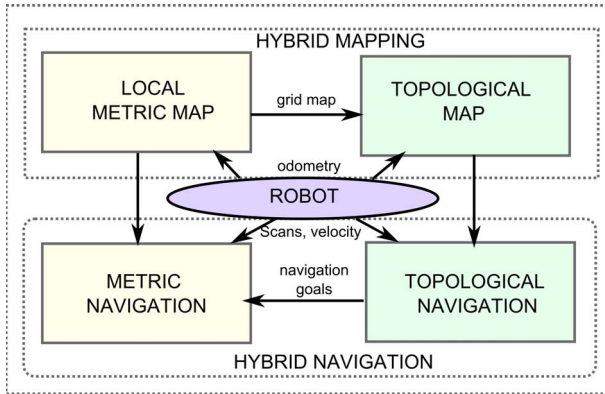 HYBRID MAPPING
LOCAL
METRIC MAP
grid map
TOPOLOGICAL
MAP
odometry
ROBOT
Scans, velocity
METRIC
NAVIGATION
navigation
goals
TOPOLOGICAL
NAVIGATION
HYBRID NAVIGATION